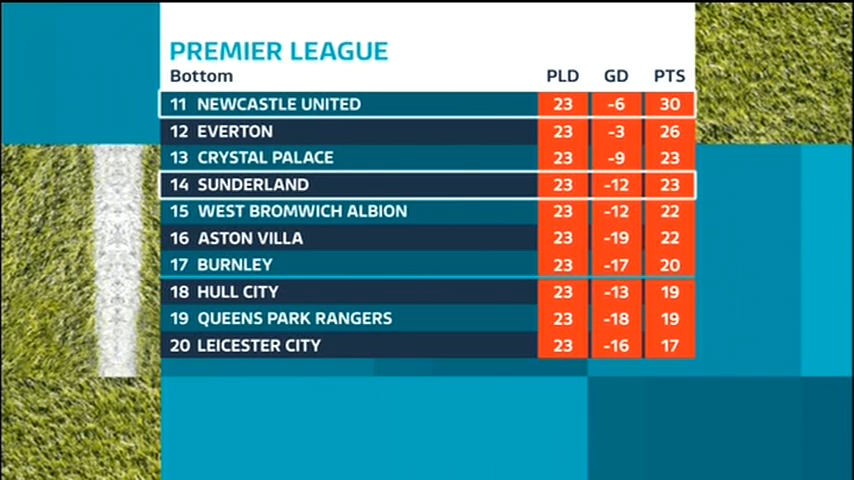 PREMIER LEAGUE
Bottom PLD GD PTS
11 NEWCASTLE UNITED 23 -6 30
12 EVERTON 23 -3 26
13 CRYSTAL PALACE 23 -9 23
14 SUNDERLAND 23 -12 23
15 WEST BROMWICH ALBION 23 -12 22
16 ASTON VILLA 23 -19 22
17 BURNLEY 23 -17 20
18 HULL CITY 23 -13 19
19 QUEENS PARK RANGERS 23 -18 19
20 LEICESTER CITY 23 -16 17